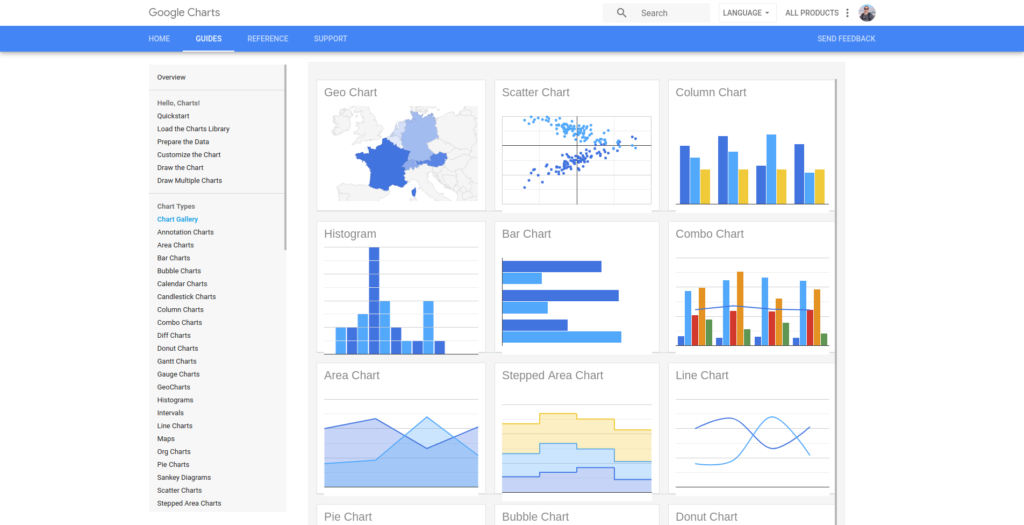 Google Charts
Search
LANGUAGE
ALL PRODUCTS
HOME
GUIDES
REFERENCE
SUPPORT
SEND FEEDBACK
Overview
Hello, Charts!
Quickstart
Load the Charts Library
Prepare the Data
Customize the Chart
Draw the Chart
Draw Multiple Charts
Chart Types
Chart Gallery
Annotation Charts
Area Charts
Bar Charts
Bubble Charts
Calendar Charts
Candlestick Charts
Column Charts
Combo Charts
Diff Charts
Donut Charts
Gantt Charts
Gauge Charts
GeoCharts
Histograms
Intervals
Line Charts
Maps
Org Charts
Pie Charts
Sankey Diagrams
Scatter Charts
Stepped Area Charts
Geo Chart
Scatter Chart
Column Chart
Histogram
Bar Chart
Combo Chart
Area Chart
Stepped Area Chart
Line Chart
Pie Chart
Bubble Chart
Donut Chart